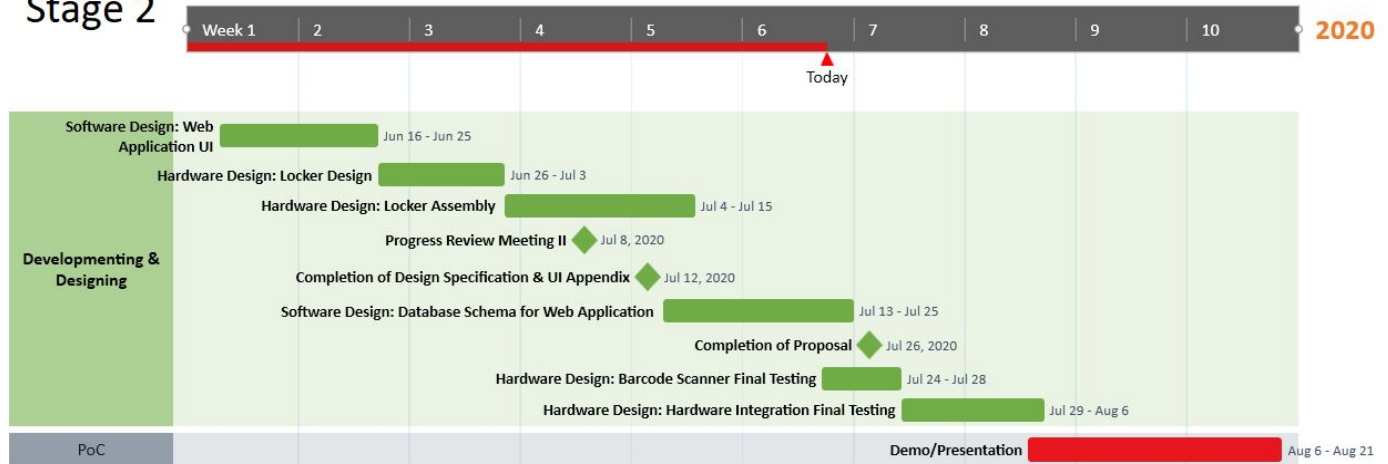 Stage 2
Week 1 2 3 4 5 6 7 8 9 10 2020
Today
Software Design: Web
Application UI
Jun 16 - Jun 25
Hardware Design: Locker Design Jun 26 - Jul 3
Hardware Design: Locker Assembly Jul 4 - Jul 15
Progress Review Meeting II Jul 8, 2020
Developmenting &
Designing
Completion of Design Specification & UI Appendix Jul 12, 2020
Software Design: Database Schema for Web Application Jul 13 - Jul 25
Completion of Proposal Jul 26, 2020
Hardware Design: Barcode Scanner Final Testing Jul 24 - Jul 28
Hardware Design: Hardware Integration Final Testing Jul 29 - Aug 6
PoC Demo/Presentation Aug 6 - Aug 21